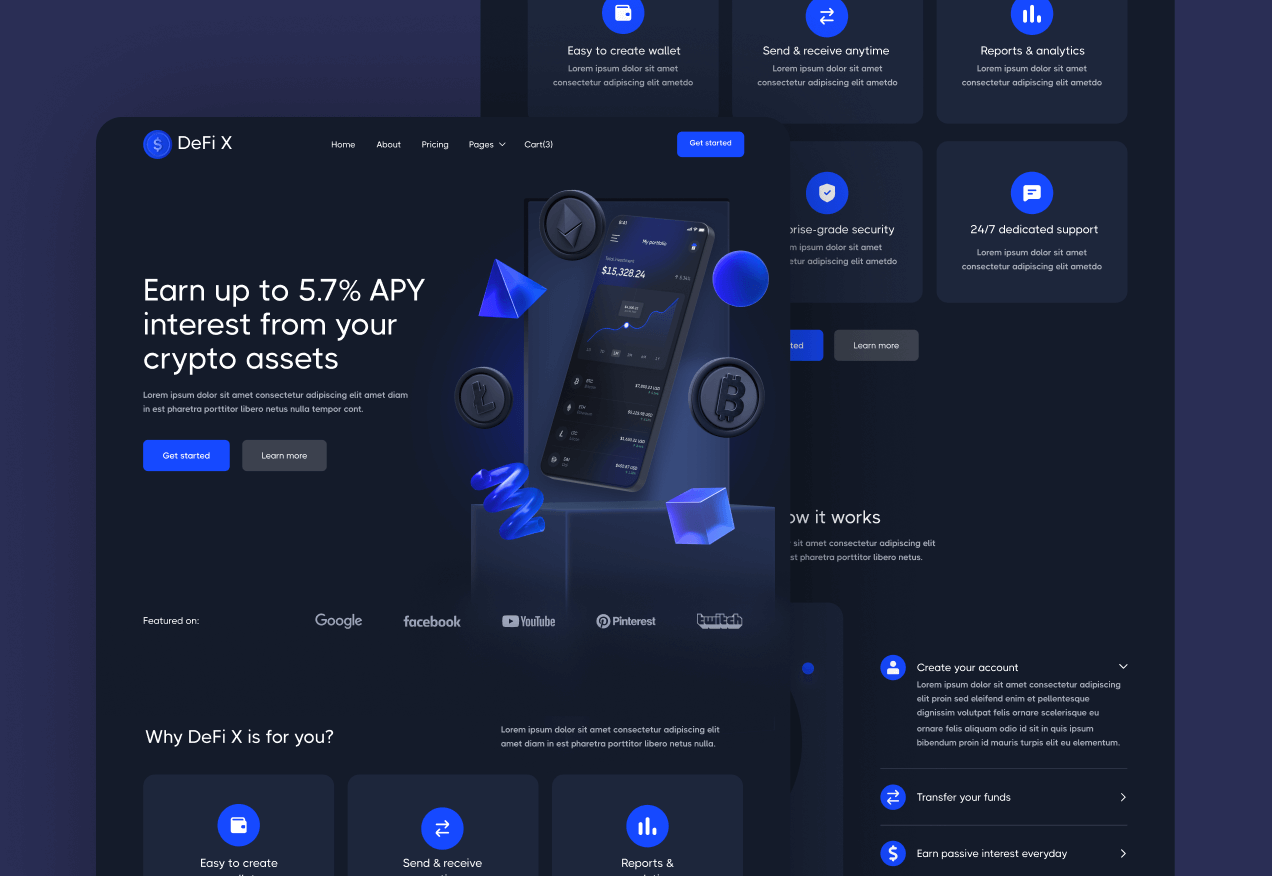 Easy to create wallet
Lorem ipsum dolor sit amet
consectetur adipiscing elit ametdo
Send & receive anytime
Lorem ipsum dolor sit amet
consectetur adipiscing elit ametdo
Reports & analytics
Lorem ipsum dolor sit amet
consectetur adipiscing elit ametdo
DeFi X
Home
About
Pricing
Pages
Cart(3)
Get started
Earn up to 5.7% APY
interest from your
crypto assets
Lorem ipsum dolor sit amet consectetur adipiscing elit amet diam
in est pharetra porttitor libero netus nulla tempor cont.
Get started
Learn more
9:41
My portfolio
Total investment
$15,328.24
BTC
ETH
LTC
Featured on:
Google
facebook
YouTube
Pinterest
twitch
Why DeFi X is for you?
Lorem ipsum dolor sit amet consectetur adipiscing elit
amet diam in est pharetra porttitor libero netus nulla.
Easy to create
Send & receive
Reports &
prise-grade security
m ipsum dolor sit amet
etur adipiscing elit ametdo
24/7 dedicated support
Lorem ipsum dolor sit amet
consectetur adipiscing elit ametdo
ted
Learn more
ow it works
sit amet consectetur adipiscing elit
st pharetra porttitor libero netus.
Create your account
Lorem ipsum dolor sit amet consectetur adipiscing
elit proin sed eleifend enim et pellentesque
dignissim volutpat felis ornare scelerisque eu
ornare felis aliquam odio id sit in quis ipsum
bibendum proin id mauris turpis elit eu elementum.
Transfer your funds
Earn passive interest everyday